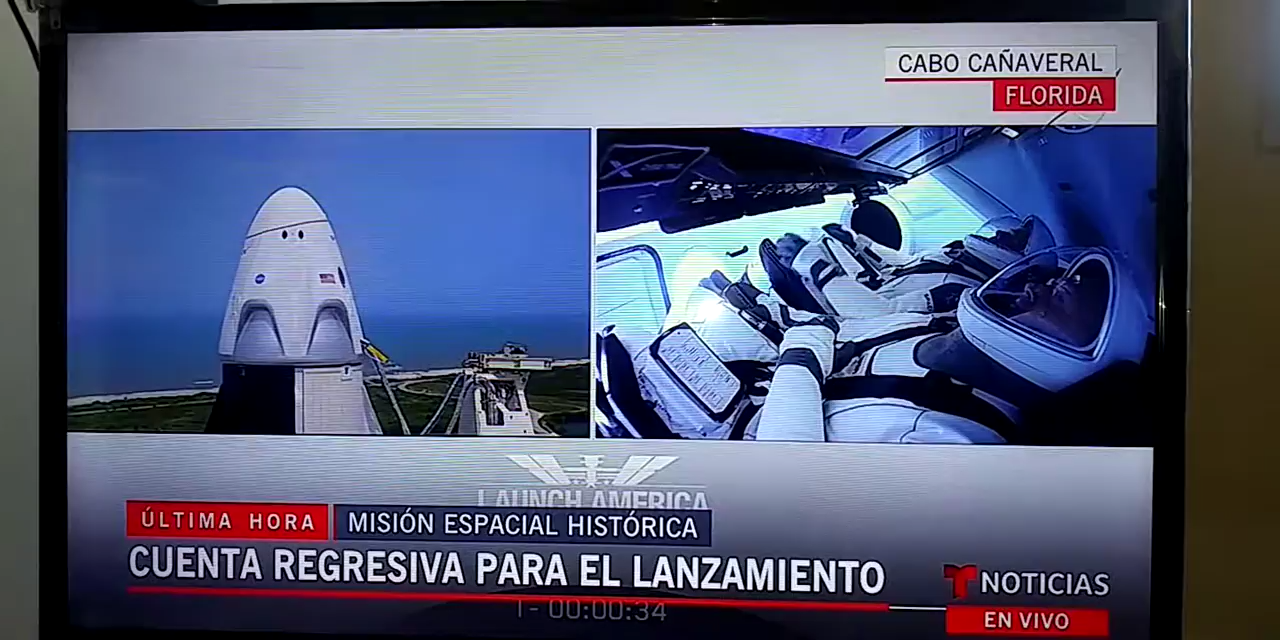 CABO CAÑAVERAL
FLORIDA
LAUNCH AMERICA
ÚLTIMA HORA
MISIÓN ESPACIAL HISTÓRICA
CUENTA REGRESIVA PARA EL LANZAMIENTO
NOTICIAS
T- 00:00:34
EN VIVO